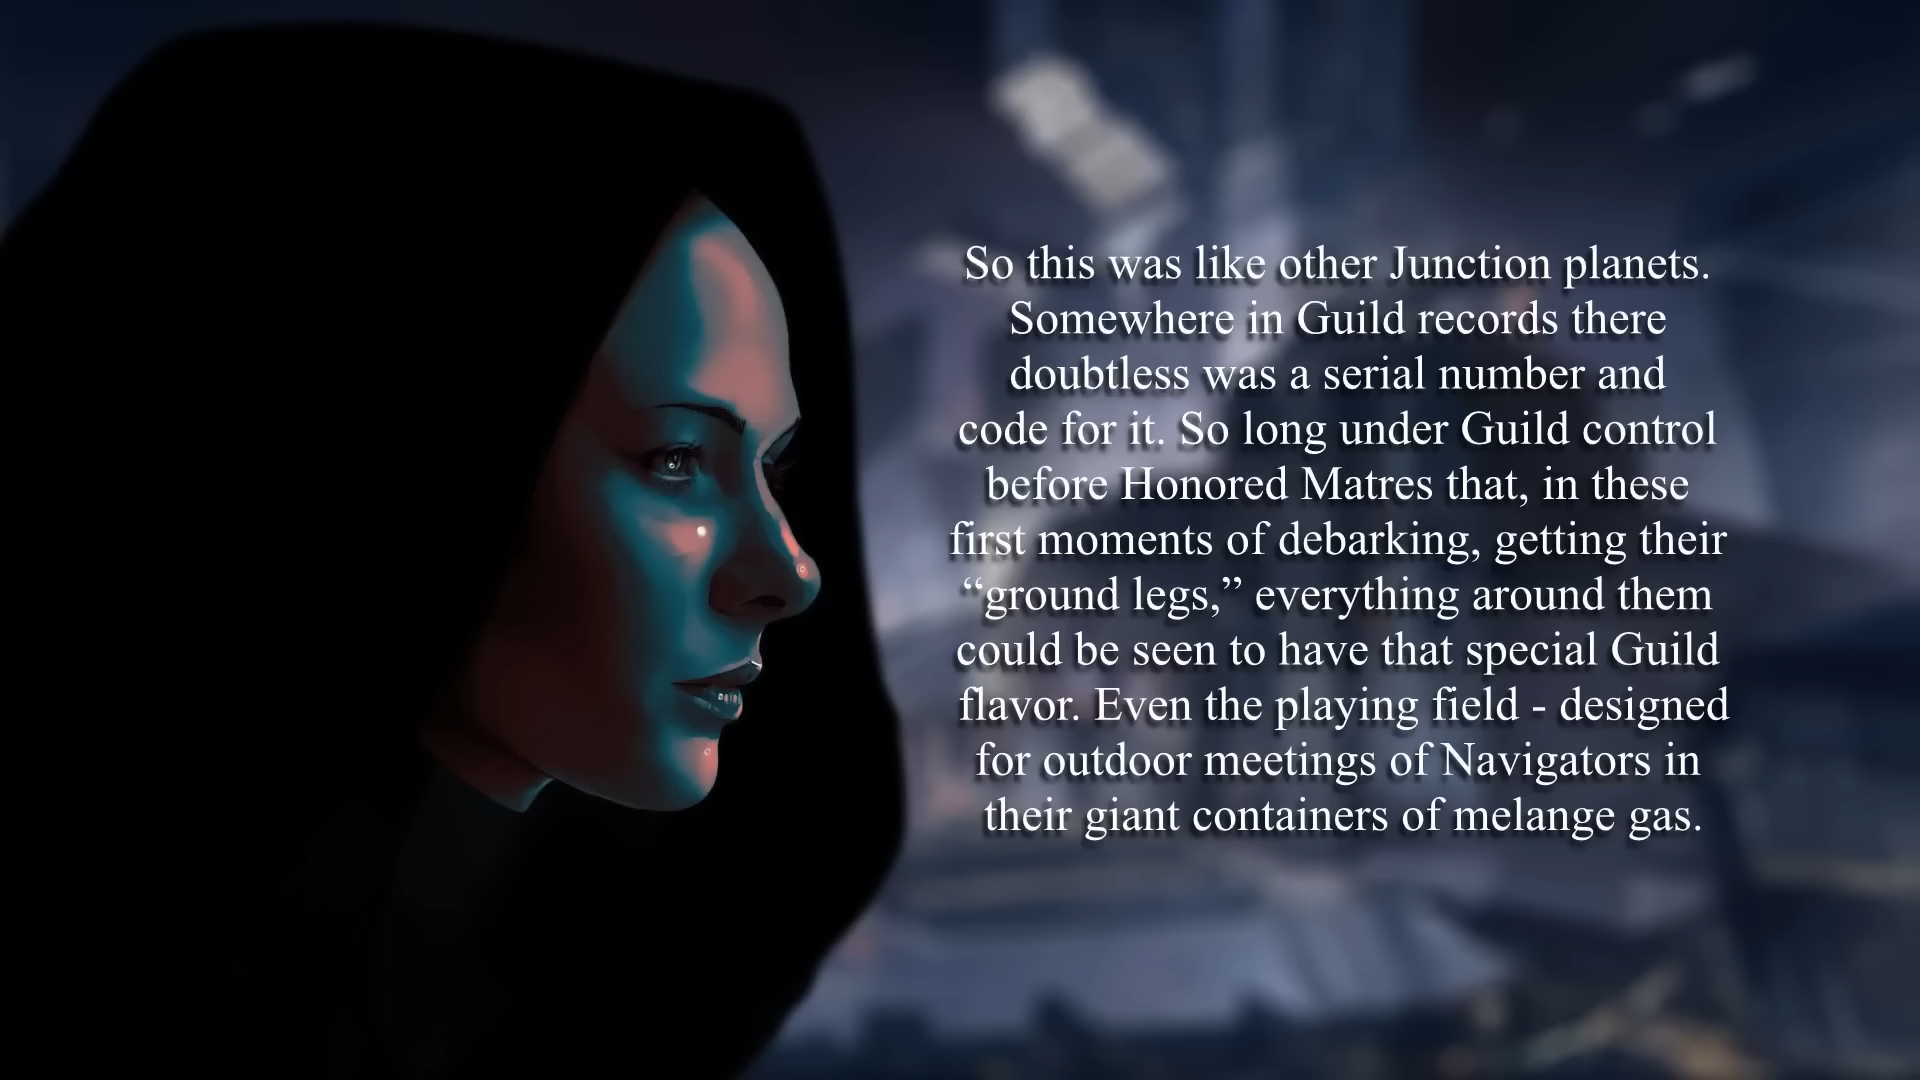 So this was like other Junction planets.
Somewhere in Guild records there
doubtless was a serial number and
code for it. So long under Guild control
before Honored Matres that, in these
first moments of debarking, getting their
“ground legs,” everything around them
could be seen to have that special Guild
flavor. Even the playing field - designed
for outdoor meetings of Navigators in
their giant containers of melange gas.